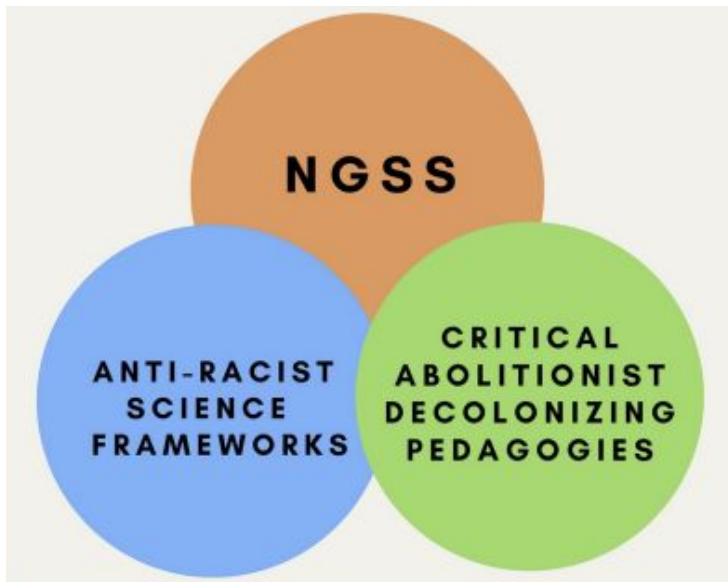 NGSS
ANTI-RACIST
SCIENCE
FRAMEWORKS
CRITICAL
ABOLITIONIST
DECOLONIZING
PEDAGOGIES